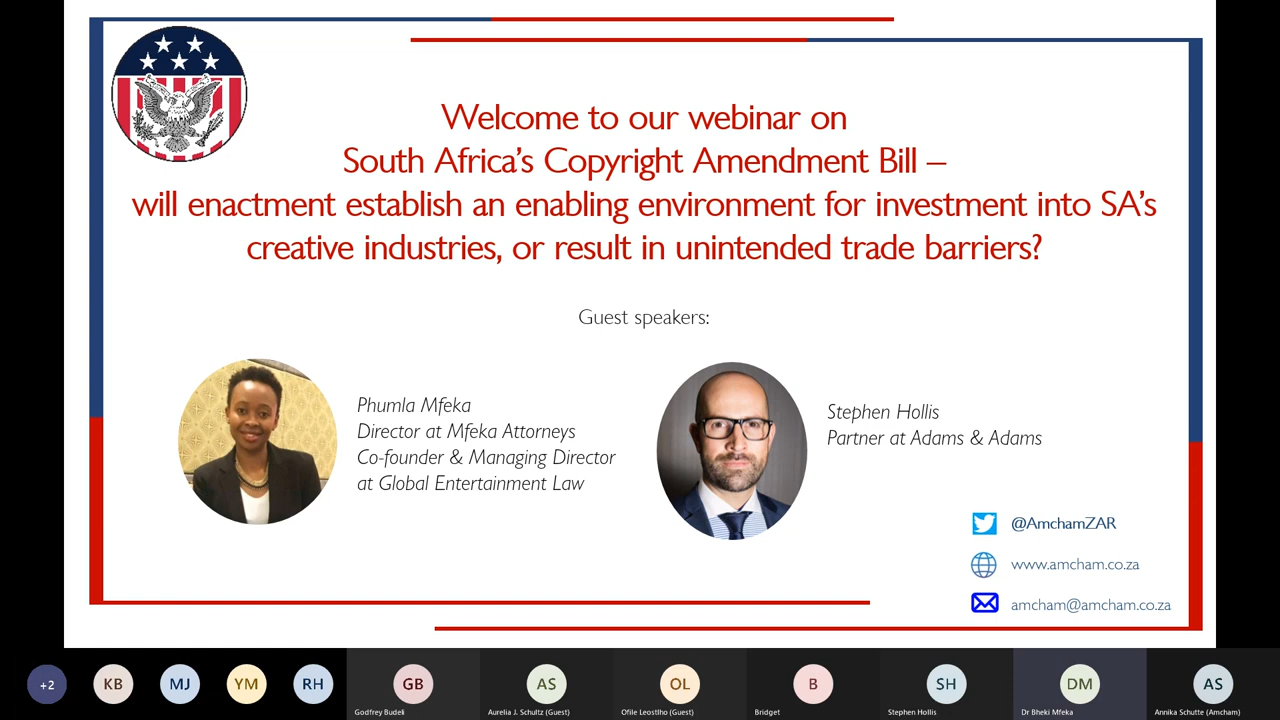 Welcome to our webinar on
South Africa's Copyright Amendment Bill –
will enactment establish an enabling environment for investment into SA's
creative industries, or result in unintended trade barriers?
Guest speakers:
Phumla Mfeka
Director at Mfeka Attorneys
Co-founder & Managing Director
at Global Entertainment Law
Stephen Hollis
Partner at Adams & Adams
@AmchamZAR
www.amcham.co.za
amcham@amcham.co.za
+2
KB
MJ
YM
RH
GB
Godfrey Budeli
AS
Aurelia J. Schultz (Guest)
OL
Ofile Leostlho (Guest)
B
Bridget
SH
Stephen Hollis
DM
Dr Bheki Mfeka
AS
Annika Schutte (Amcham)